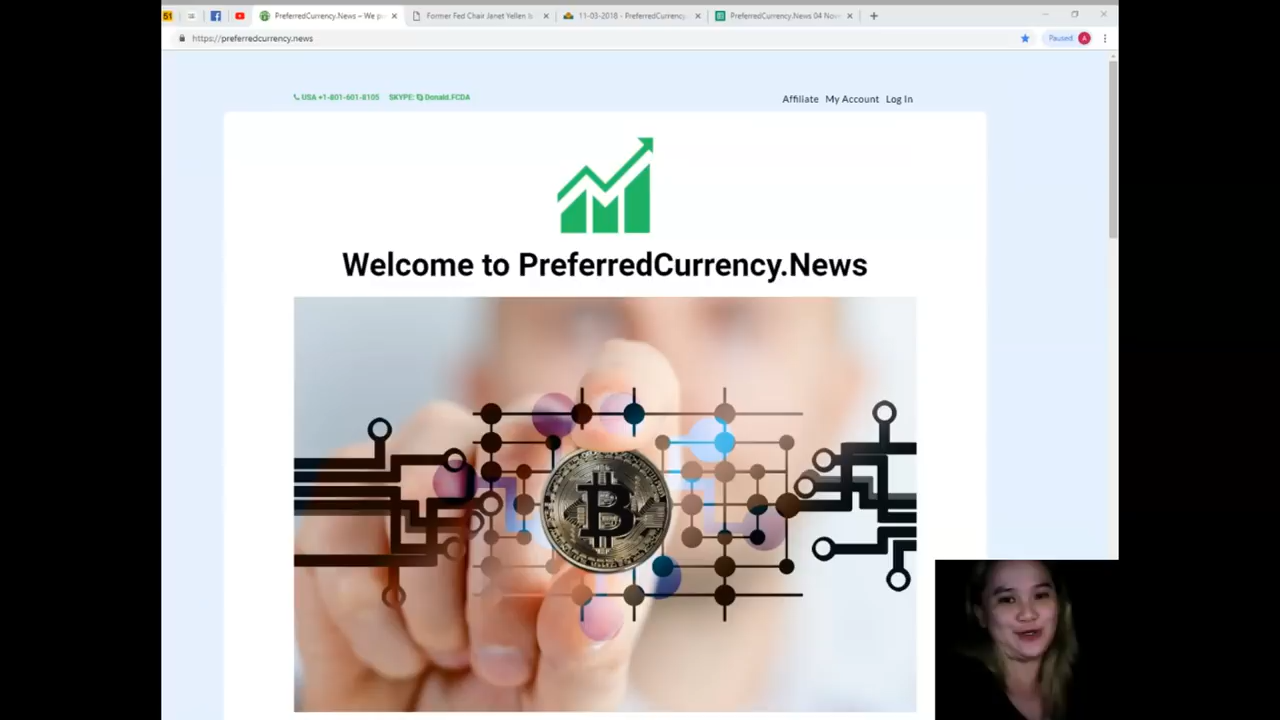 51
PreferredCurrency.News – We p
Former Fed Chair Janet Yellen
11-03-2018 - PreferredCurrency
PreferredCurrency.News 04 Nov
https://preferredcurrency.news
Paused
A
USA +1-801-601-8105 SKYPE: Donald.FCDA
Affiliate My Account Log In
Welcome to PreferredCurrency.News
B